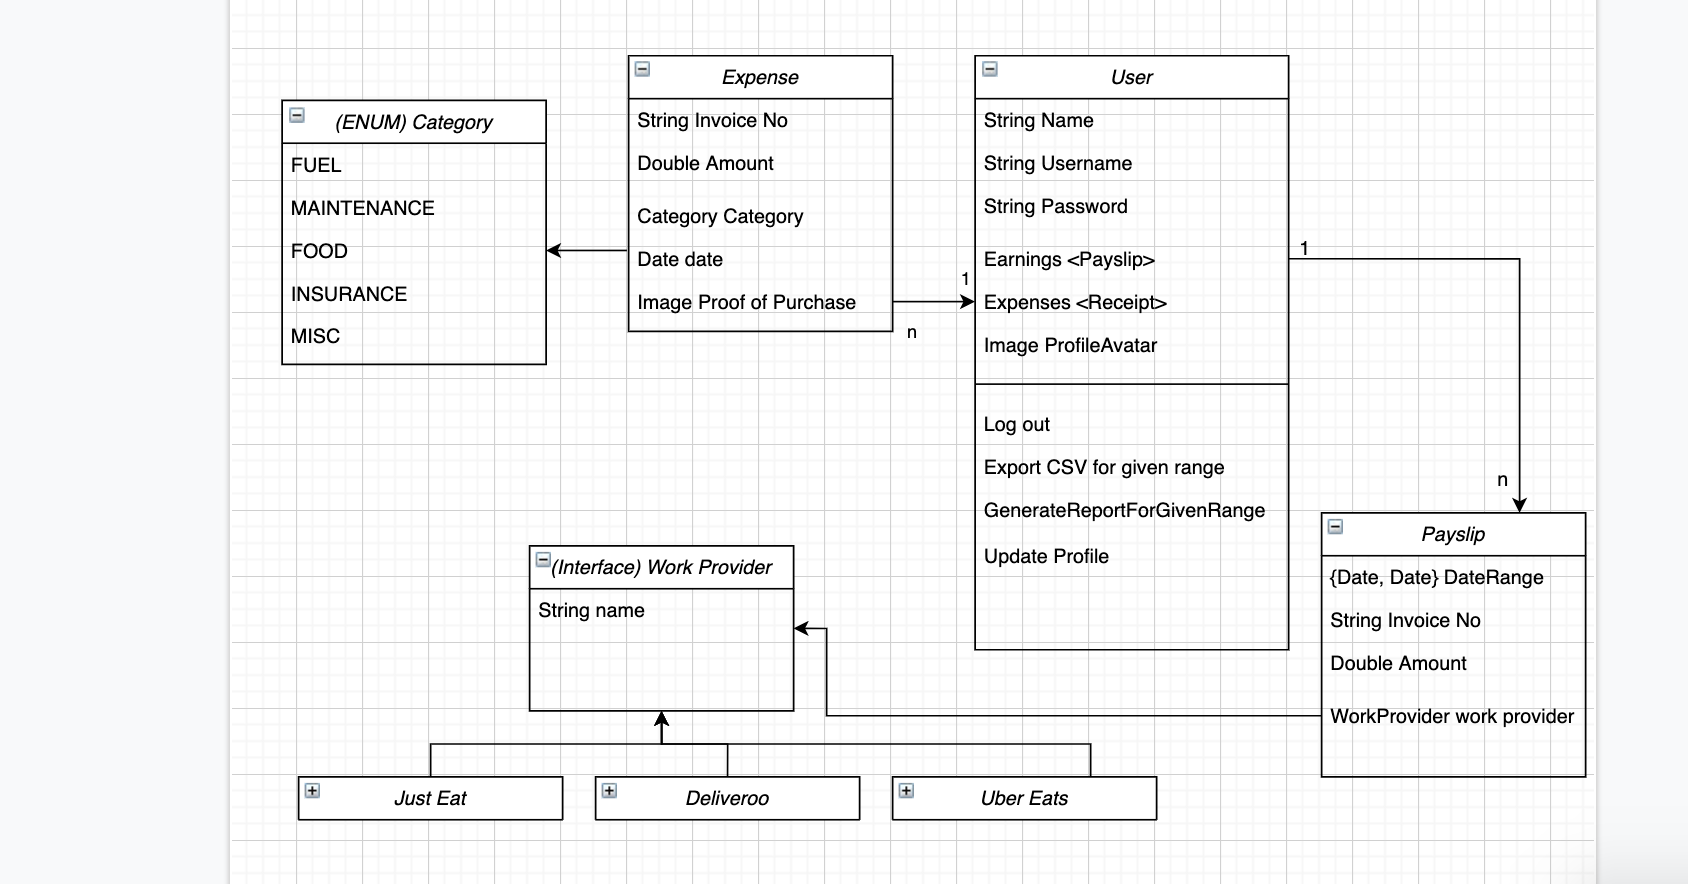 (ENUM) Category
FUEL
MAINTENANCE
FOOD
INSURANCE
MISC
Expense
String Invoice No
Double Amount
Category Category
Date date
Image Proof of Purchase
n
1
User
String Name
String Username
String Password
Earnings <Payslip>
Expenses <Receipt>
Image ProfileAvatar
Log out
Export CSV for given range
GenerateReportForGivenRange
Update Profile
1
n
Payslip
{Date, Date} DateRange
String Invoice No
Double Amount
WorkProvider work provider
(Interface) Work Provider
String name
Just Eat
Deliveroo
Uber Eats